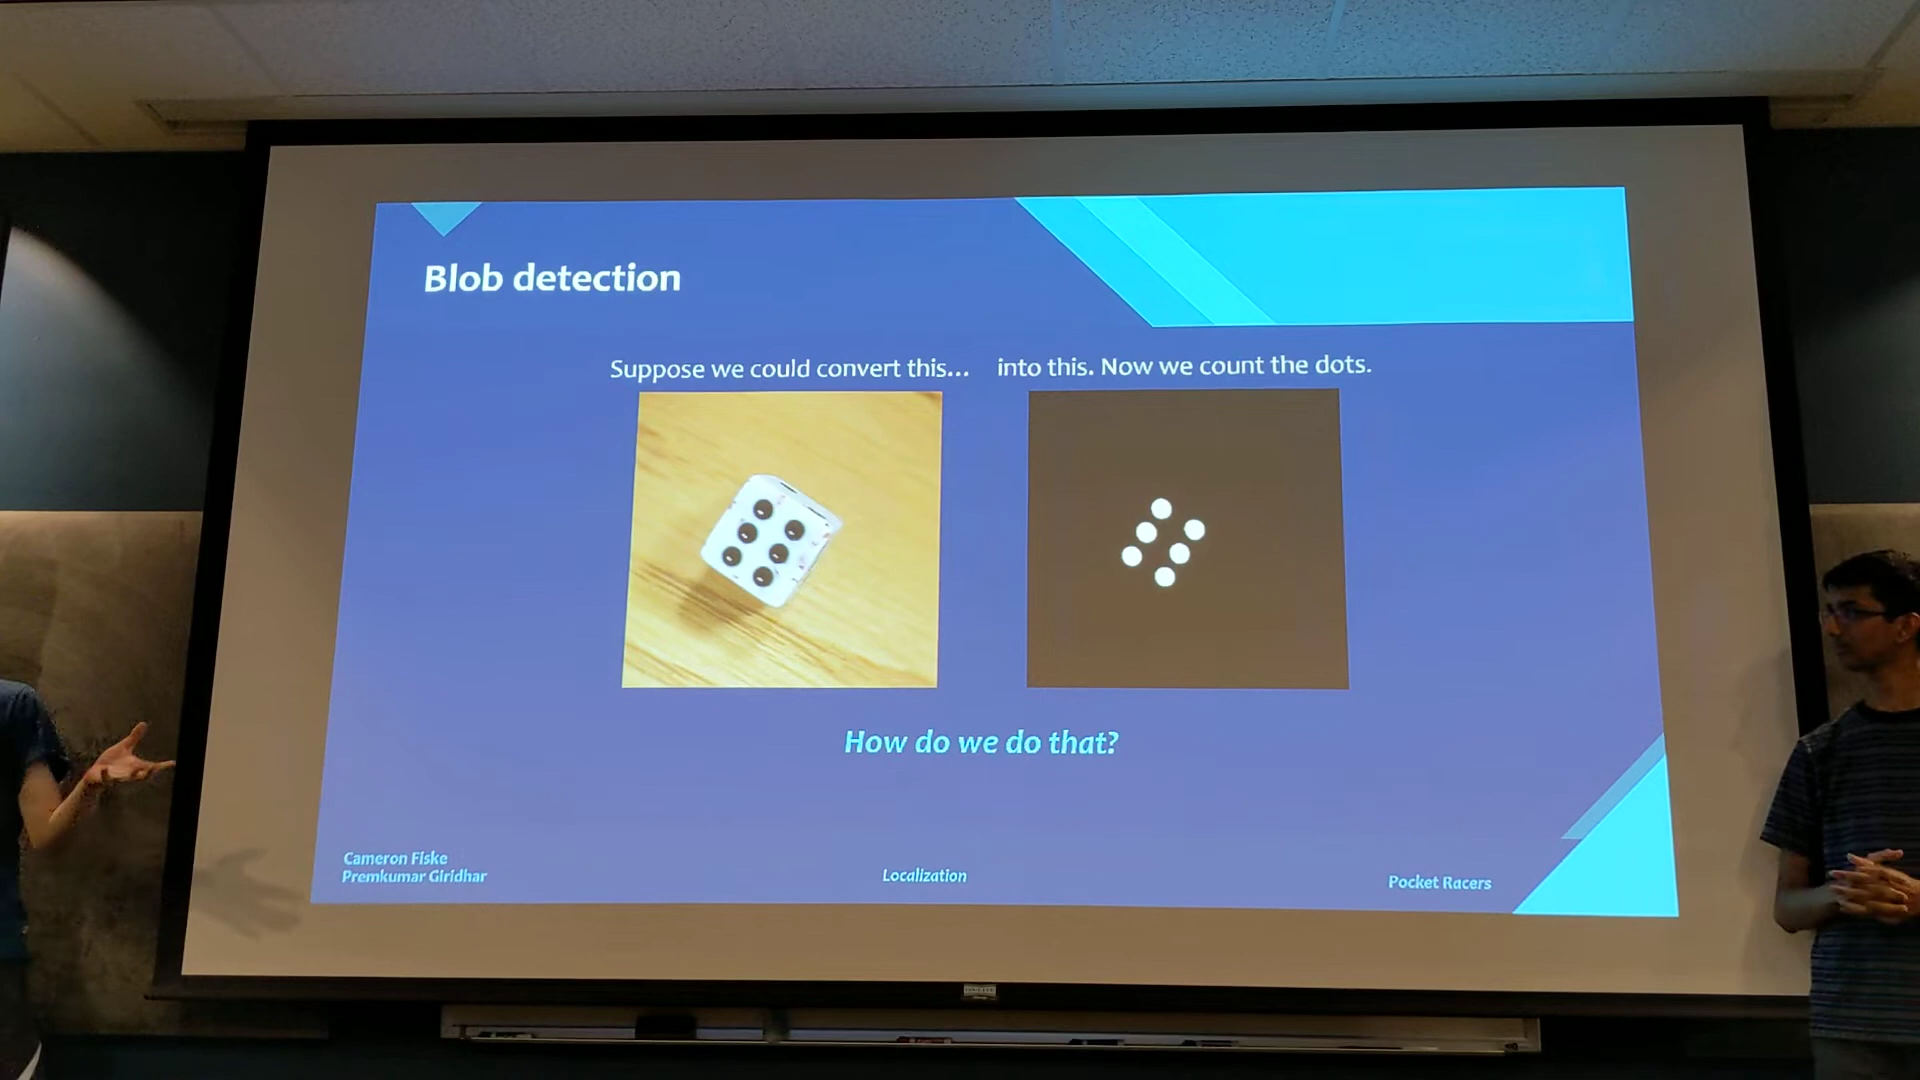 Blob detection
Suppose we could convert this...
into this. Now we count the dots.
How do we do that?
Cameron Fiske
Premkumar Giridhar
Localization
Pocket Racers